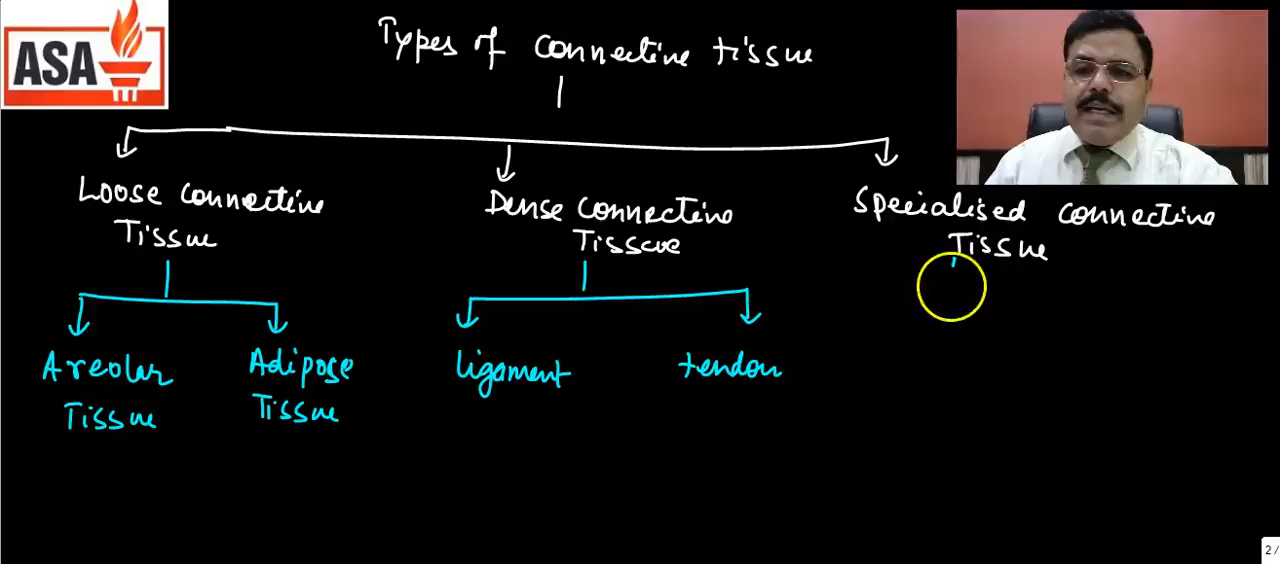 ASA
Types of connective tissue
Loose connective
Tissue
Dense connective
Tissue
Specialised connective
Tissue
Areolar
Tissue
Adipose
Tissue
ligament
tendon
2/